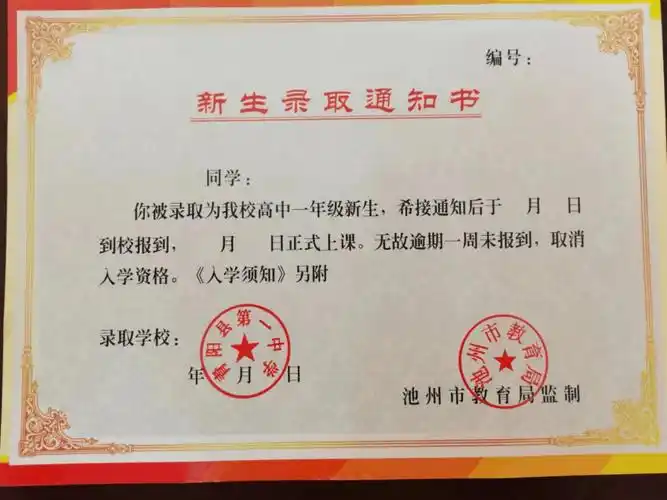 编号：
新生录取通知书
同学：
你被录取为我校高中一年级新生，希接通知后于 月 日
到校报到， 月 日正式上课。无故逾期一周未报到，取消
入学资格。《入学须知》另附
录取学校：
青阳县第一中学
年 月 日
池州市教育局
池州市教育局监制